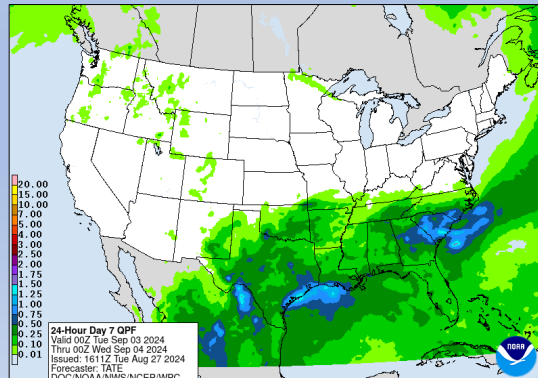 20.00
15.00
10.00
7.00
5.00
4.00
3.00
2.50
2.00
1.75
1.50
1.25
1.00
0.75
0.50
0.25
0.10
0.01
24-Hour Day 7 QPF
Valid 00Z Tue Sep 03 2024
Thru 00Z Wed Sep 04 2024
Issued: 1611Z Tue Aug 27 2024
Forecaster: TATE
DOC/NOAA/NWS/NCEP/WPC
NOAA